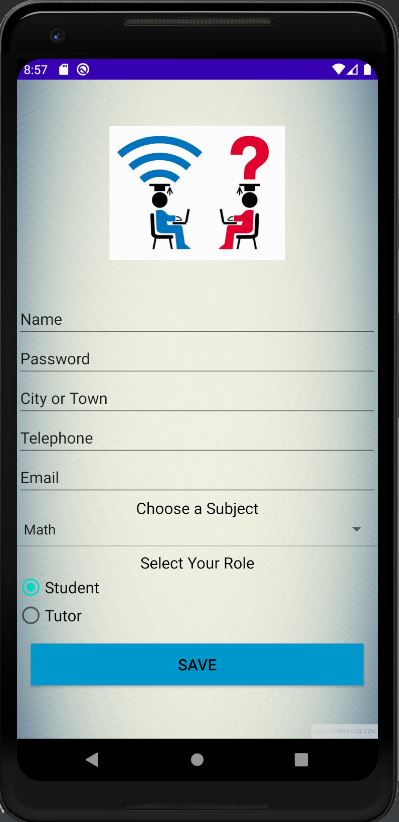 8:57
?
Name
Password
City or Town
Telephone
Email
Choose a Subject
Math
Select Your Role
Student
Tutor
SAVE